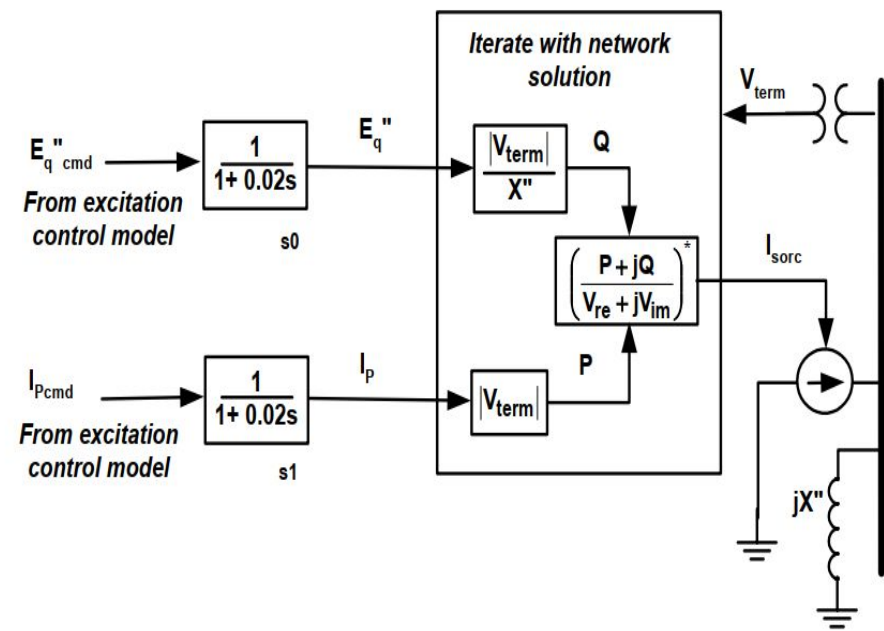 Iterate with network
solution
V_term
E_q"_cmd
From excitation
control model
1
1+ 0.02s
s0
E_q"
|V_term|
X"
Q
(P + jQ / V_re + jV_im)*
I_sorc
I_Pcmd
From excitation
control model
1
1+ 0.02s
s1
I_P
|V_term|
P
jX"